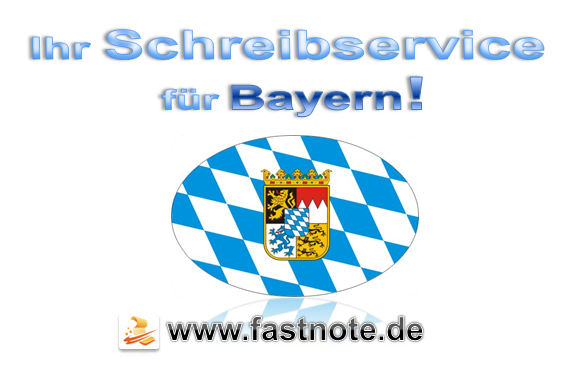 Ihr Schreibservice
für Bayern!
www.fastnote.de